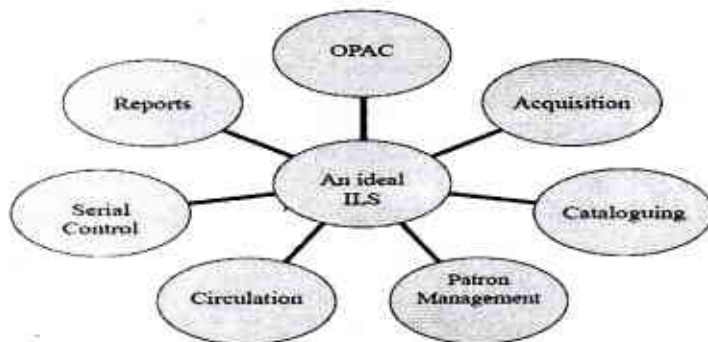 OPAC
Reports
Acquisition
An ideal
ILS
Serial
Control
Cataloguing
Circulation
Patron
Management